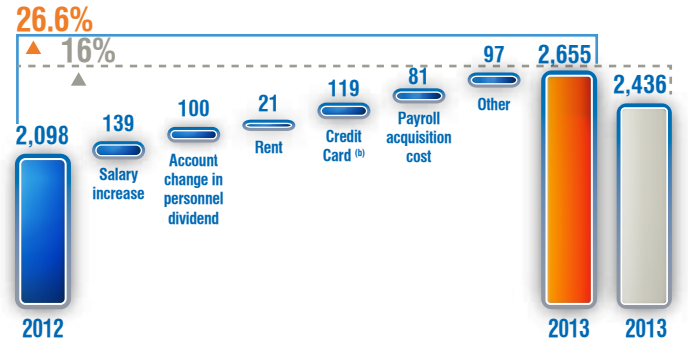 26.6%
16%
2,098
139
100
21
119
81
97
2,655
2,436
Salary
increase
Account
change in
personnel
dividend
Rent
Credit
Card (b)
Payroll
acquisition
cost
Other
2012
2013
2013